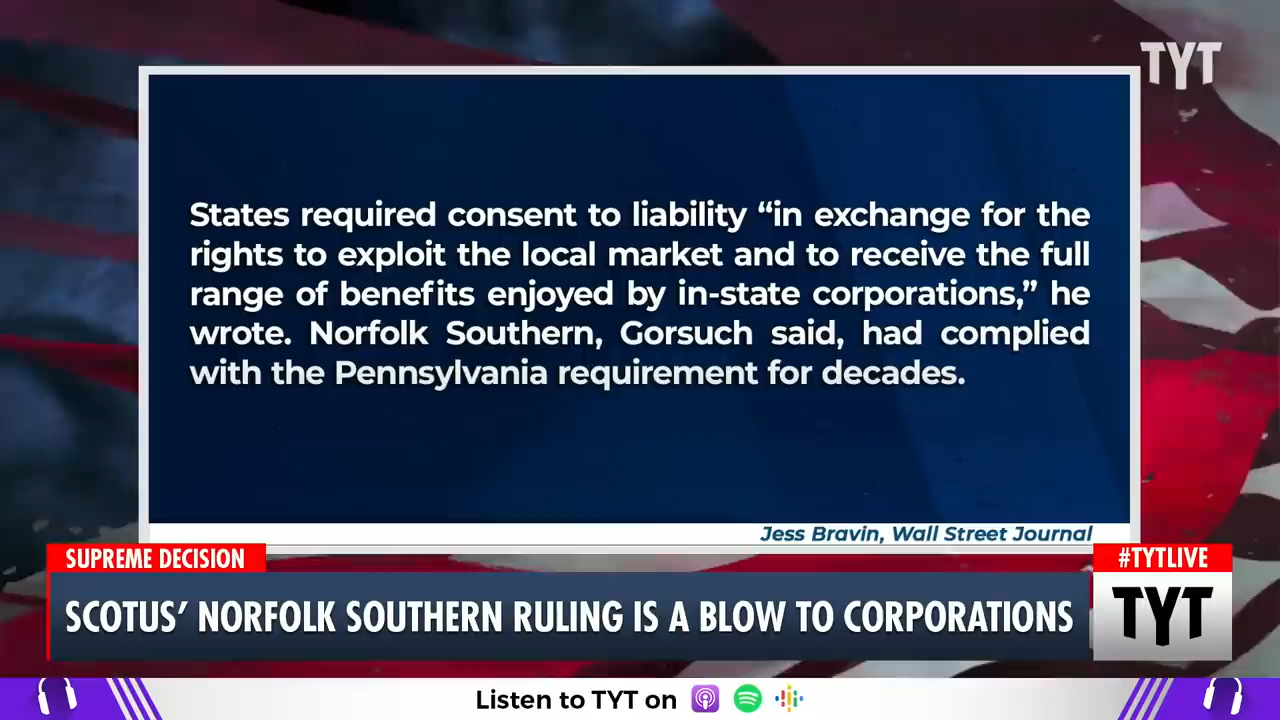 TYT
States required consent to liability “in exchange for the
rights to exploit the local market and to receive the full
range of benefits enjoyed by in-state corporations,” he
wrote. Norfolk Southern, Gorsuch said, had complied
with the Pennsylvania requirement for decades.
Jess Bravin, Wall Street Journal
SUPREME DECISION
#TYTLIVE
SCOTUS’ NORFOLK SOUTHERN RULING IS A BLOW TO CORPORATIONS
TYT
Listen to TYT on